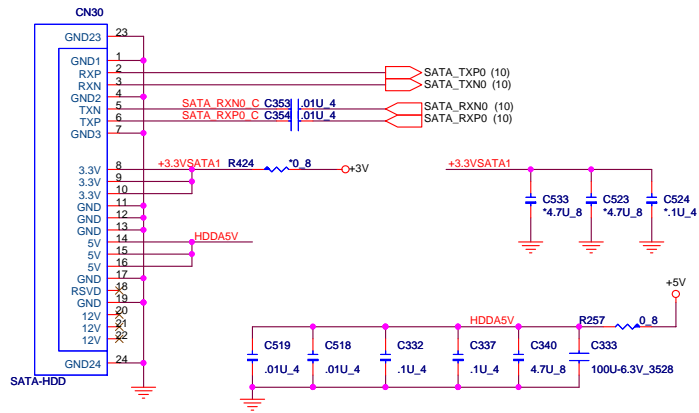 CN30
GND23 23
GND1 1
RXP 2 SATA_TXP0 (10)
RXN 3 SATA_TXN0 (10)
GND2 4
TXN 5 SATA_RXN0_C C353 .01U_4 SATA_RXN0 (10)
TXP 6 SATA_RXP0_C C354 .01U_4 SATA_RXP0 (10)
GND3 7
3.3V 8 +3.3VSATA1 R424 *0_8 +3V +3.3VSATA1
3.3V 9
3.3V 10
GND 11 C533 C523 C524
GND 12 *4.7U_8 *4.7U_8 *.1U_4
GND 13
5V 14 HDDA5V
5V 15
5V 16
GND 17
RSVD 18
GND 19 +5V
12V 20
12V 21 HDDA5V R257 0_8
12V 22
GND24 24
C519 C518 C332 C337 C340 C333
.01U_4 .01U_4 .1U_4 .1U_4 4.7U_8 100U-6.3V_3528
SATA-HDD